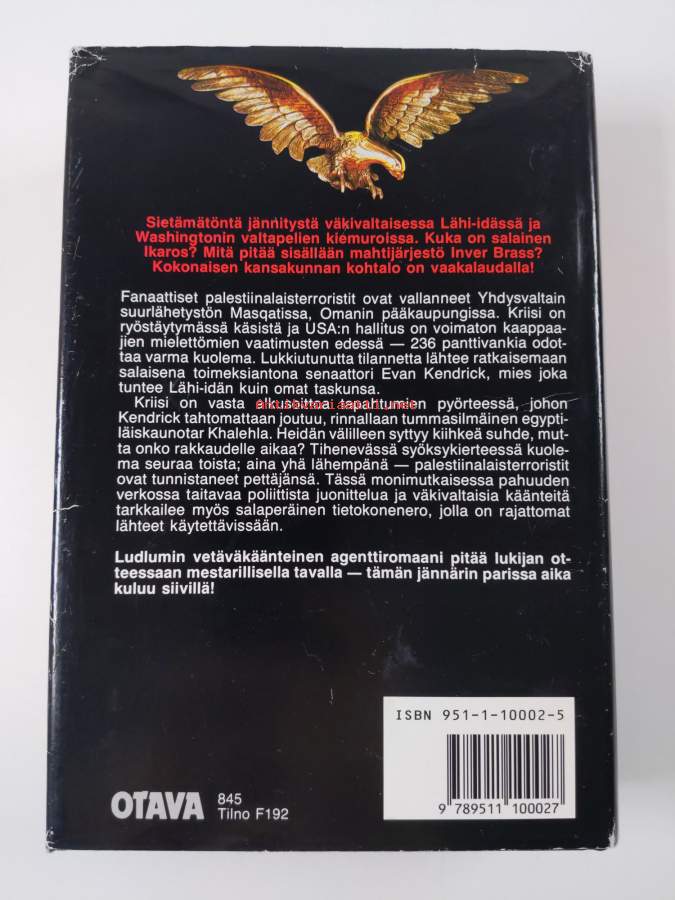 Sietämätöntä jännitystä väkivaltaisessa Lähi-idässä ja
Washingtonin valtapelien kiemuroissa. Kuka on salainen
Ikaros? Mitä pitää sisällään mahtijärjestö Inver Brass?
Kokonaisen kansakunnan kohtalo on vaakalaudalla!
Fanaattiset palestiinalaisterroristit ovat vallanneet Yhdysvaltain
suurlähetystön Masqatissa, Omanin pääkaupungissa. Kriisi on
ryöstäytymässä käsistä ja USA:n hallitus on voimaton kaappaa-
jien mielettömien vaatimusten edessä — 236 panttivankia odot-
taa varma kuolema. Lukkiutunutta tilannetta lähtee ratkaisemaan
salaisena toimeksiantona senaattori Evan Kendrick, mies joka
tuntee Lähi-idän kuin omat taskunsa.
Kriisi on vasta alkusoittoa tapahtumien pyörteessä, johon
Kendrick tahtomattaan joutuu, rinnallaan tummasilmäinen egypti-
läiskaunotar Khalehla. Heidän välilleen syttyy kiihkeä suhde, mut-
ta onko rakkaudelle aikaa? Tihenevässä syöksykierteessä kuole-
ma seuraa toista; aina yhä lähempänä — palestiinalaisterroristit
ovat tunnistaneet pettäjänsä. Tässä monimutkaisessa pahuuden
verkossa taitavaa poliittista juonittelua ja väkivaltaisia käänteitä
tarkkailee myös salaperäinen tietokonenero, jolla on rajattomat
lähteet käytettävissään.
Ludlumin vetäväkäänteinen agenttiromaani pitää lukijan ot-
teessaan mestarillisella tavalla — tämän jännärin parissa aika
kuluu siivillä!
ISBN 951-1-10002-5
9 789511 100027
OTAVA
845
Tilno F192